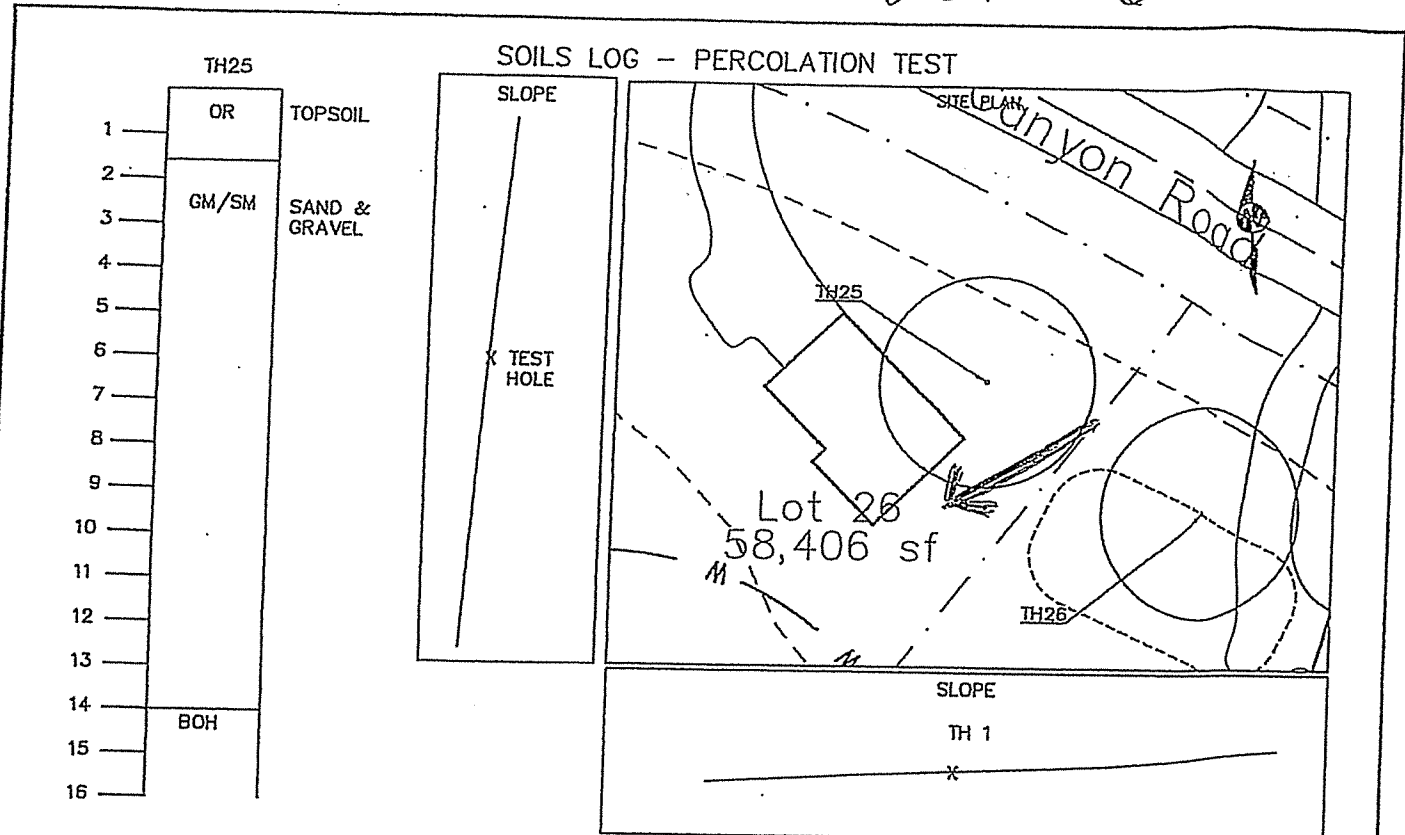 SOILS LOG – PERCOLATION TEST
TH25
OR TOPSOIL
GM/SM SAND &
GRAVEL
1
2
3
4
5
6
7
8
9
10
11
12
13
14
15
16
BOH
SLOPE
X TEST
HOLE
SITE PLAN
Canyon Road
TH25
Lot 26
58,406 sf
TH26
SLOPE
TH 1
X